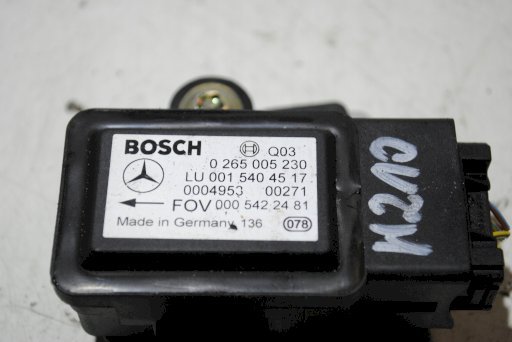 BOSCH Q03
0 265 005 230
LU 001 540 45 17
0004953 00271
FOV 000 542 24 81
Made in Germany 136 078